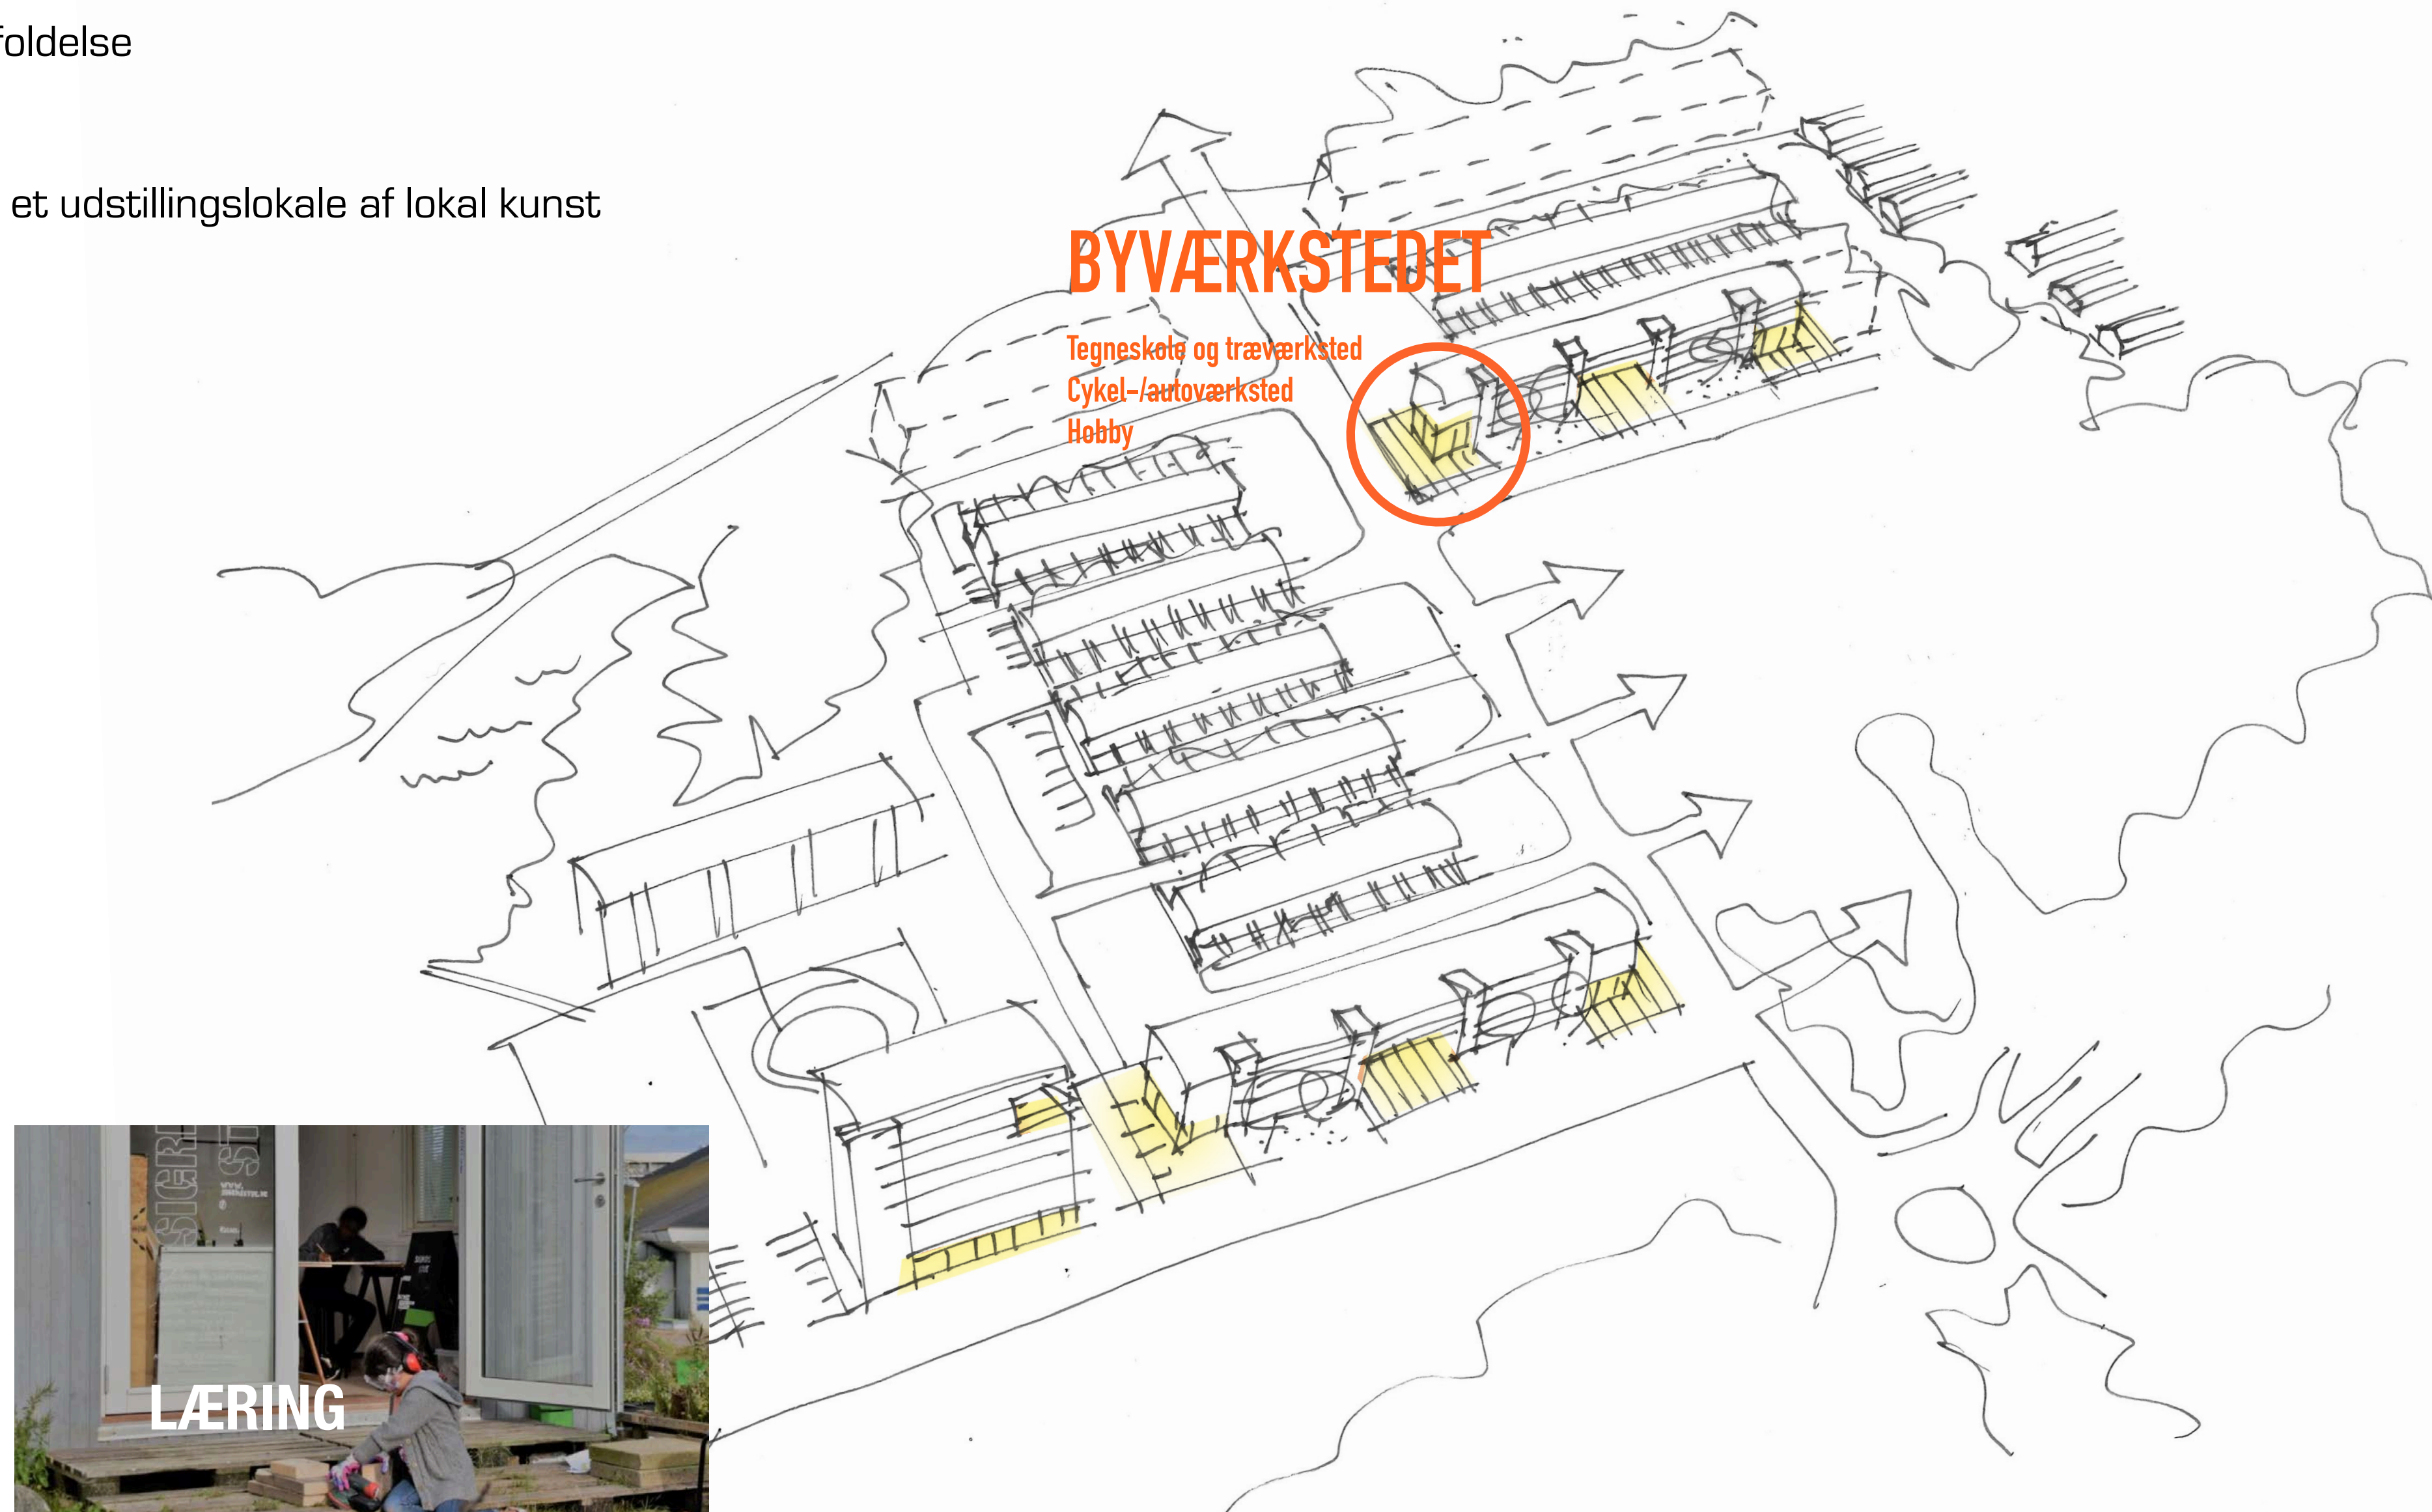 foldelse
et udstillingslokale af lokal kunst
BYVÆRKSTEDET
Tegneskole og træværksted
Cykel-/autoværksted
Hobby
LÆRING